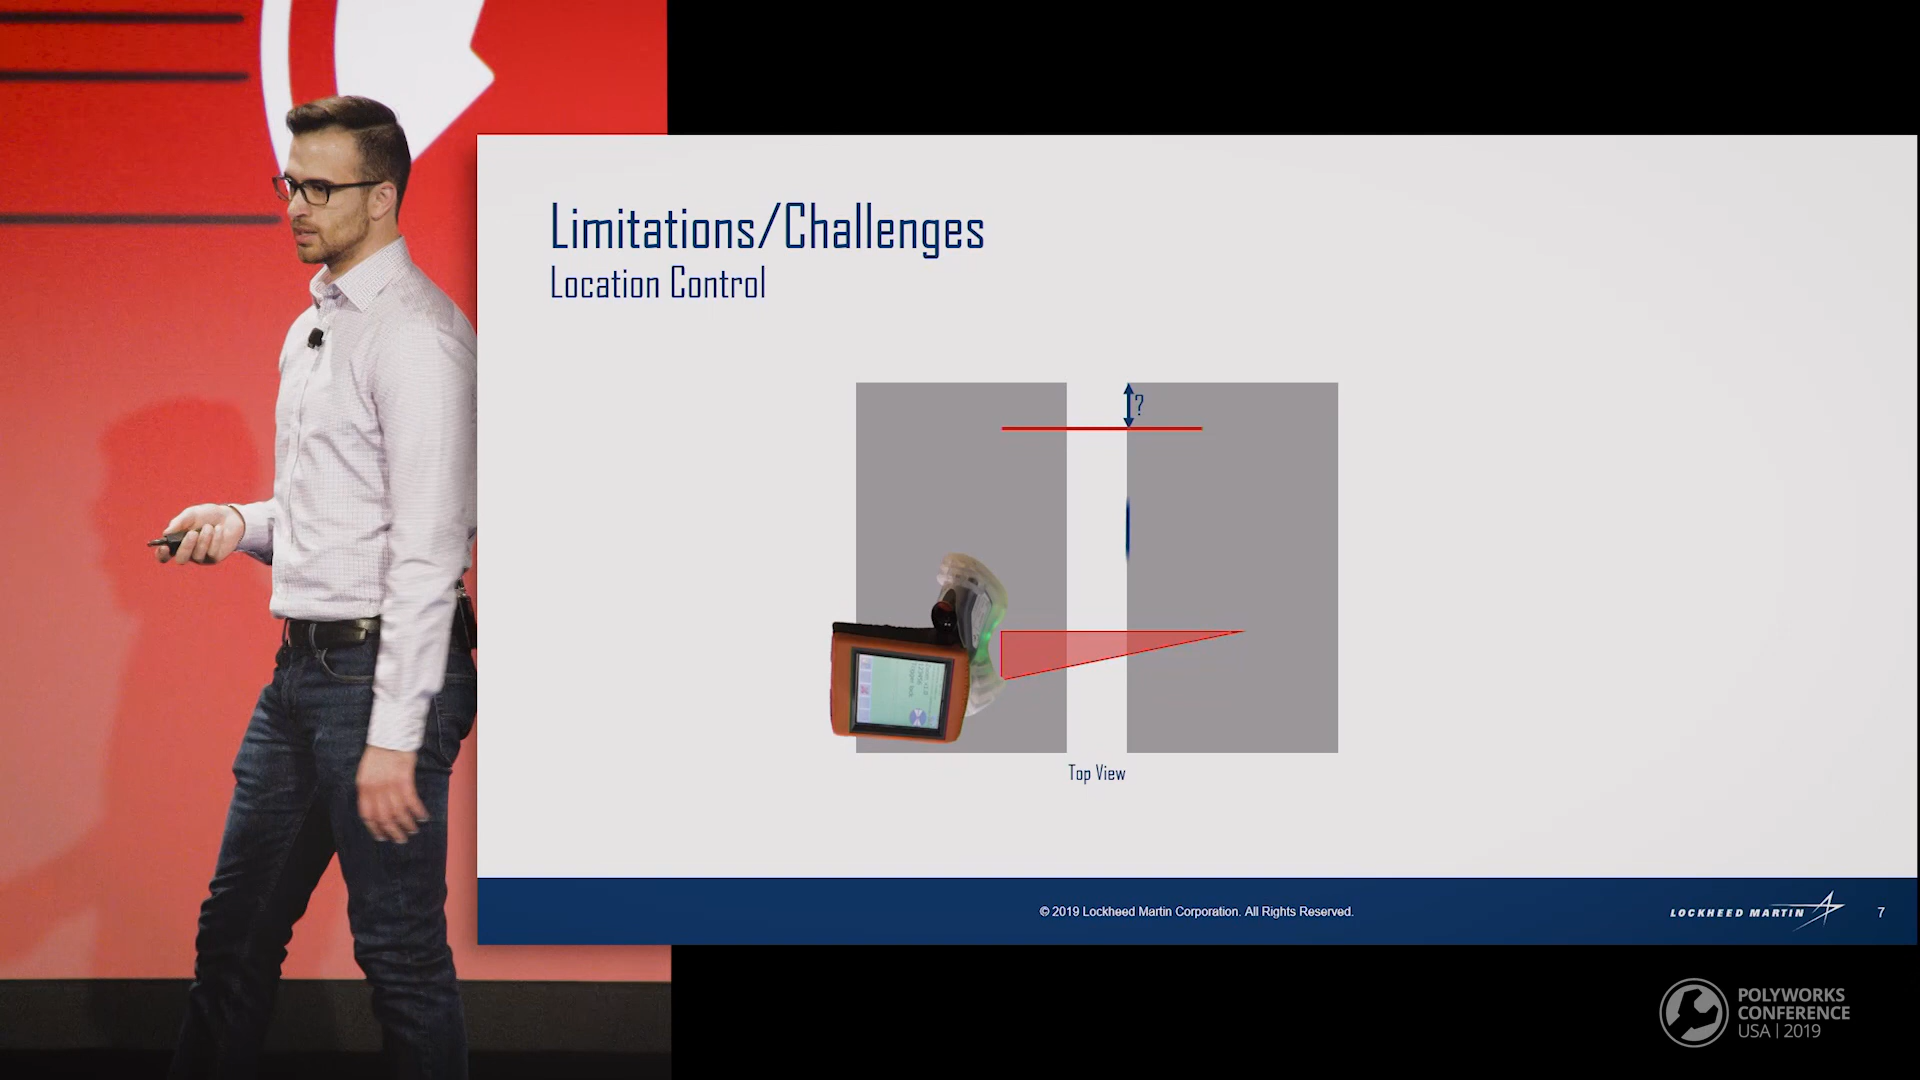 Limitations/Challenges
Location Control
?
Top View
© 2019 Lockheed Martin Corporation. All Rights Reserved.
LOCKHEED MARTIN
7
POLYWORKS
CONFERENCE
USA | 2019